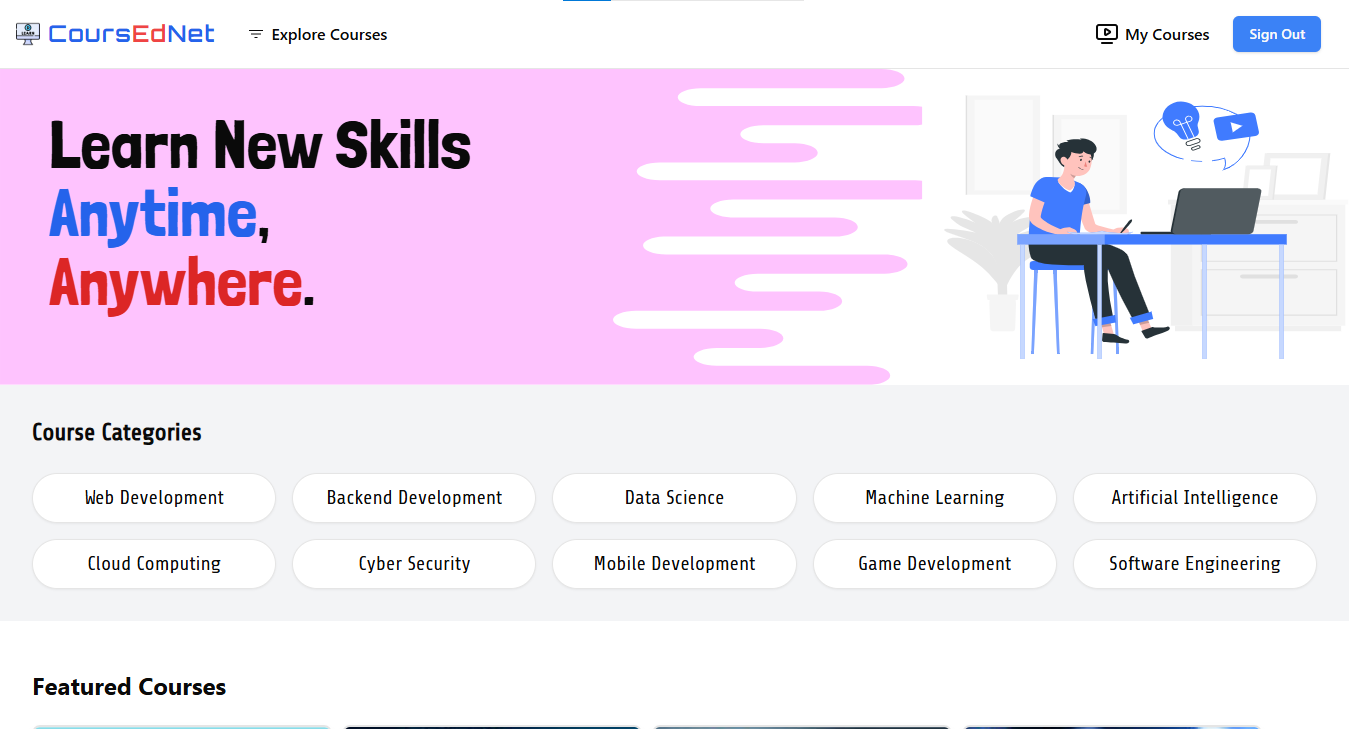 CoursEdNet
Explore Courses
My Courses
Sign Out
Learn New Skills
Anytime,
Anywhere.
Course Categories
Web Development
Backend Development
Data Science
Machine Learning
Artificial Intelligence
Cloud Computing
Cyber Security
Mobile Development
Game Development
Software Engineering
Featured Courses